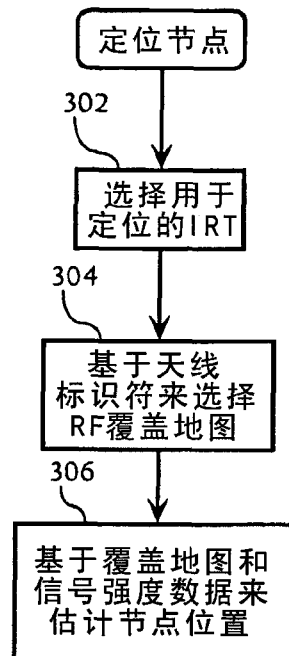 定位节点
302
选择用于
定位的IRT
304
基于天线
标识符来选择
RF覆盖地图
306
基于覆盖地图和
信号强度数据来
估计节点位置